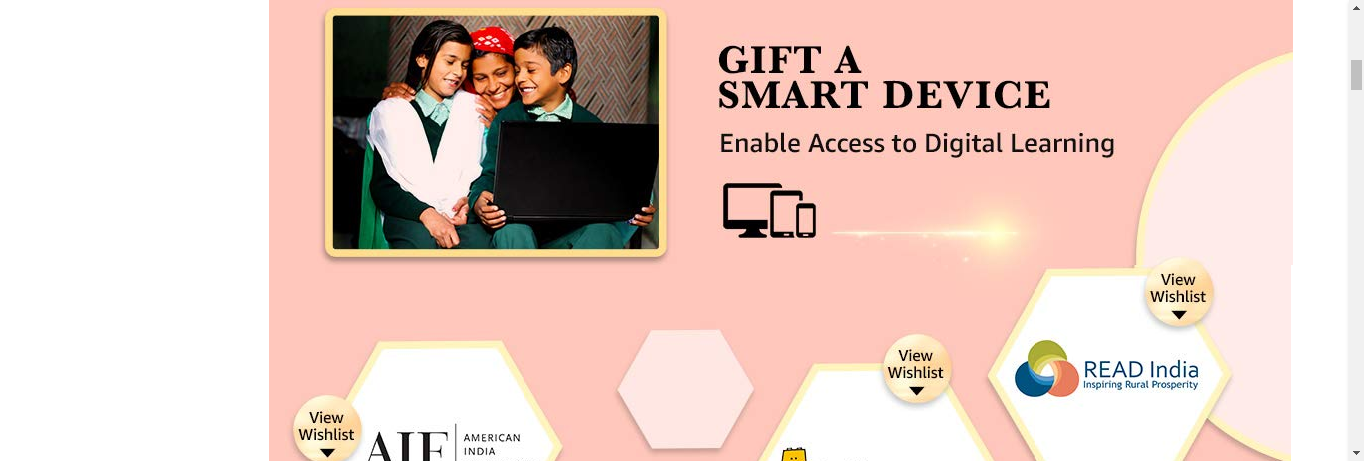 GIFT A
SMART DEVICE
Enable Access to Digital Learning
View
Wishlist
READ India
Inspiring Rural Prosperity
View
Wishlist
View
Wishlist
AIF
AMERICAN
INDIA